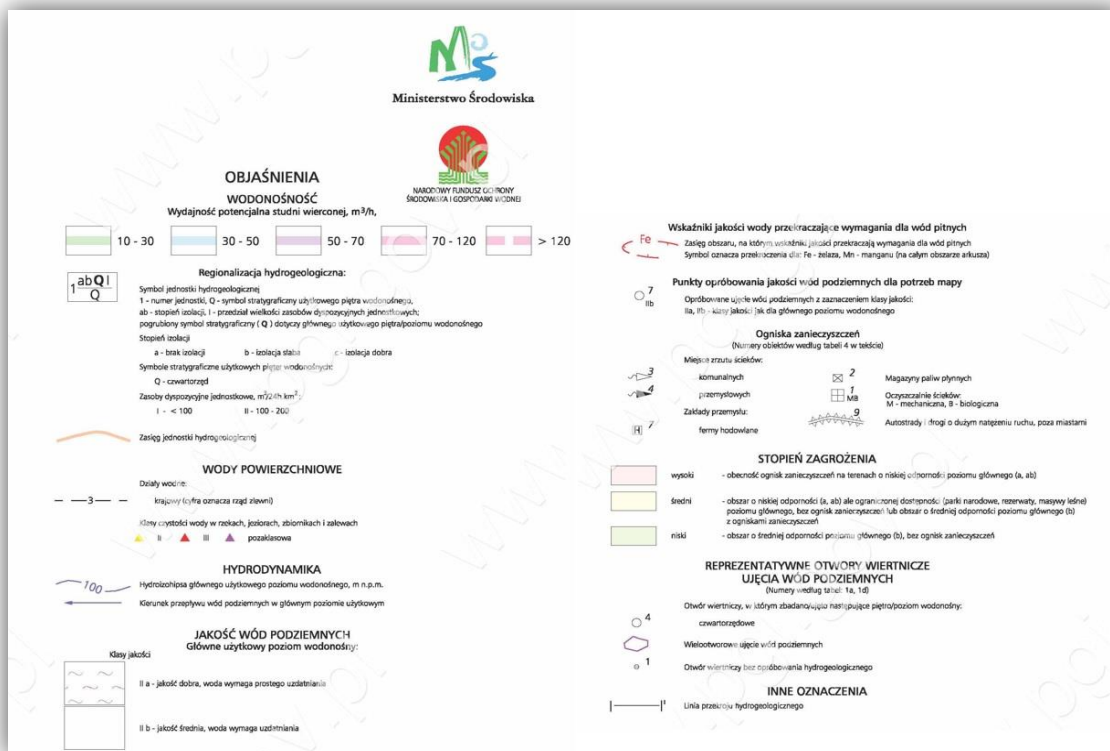 Ministerstwo Środowiska
NARODOWY FUNDUSZ OCHRONY
ŚRODOWISKA I GOSPODARKI WODNEJ
OBJAŚNIENIA
WODONOŚNOŚĆ
Wydajność potencjalna studni wierconej, m³/h,
10 - 30 30 - 50 50 - 70 70 - 120 > 120
1 abQI
Q
Regionalizacja hydrogeologiczna:
Symbol jednostki hydrogeologicznej
1 - numer jednostki, Q - symbol stratygraficzny użytkowego piętra wodonośnego,
ab - stopień izolacji, I - przedział wielkości zasobów dyspozycyjnych jednostkowych;
pogrubiony symbol stratygraficzny ( Q ) dotyczy głównego użytkowego piętra/poziomu wodonośnego
Stopień izolacji
a - brak izolacji b - izolacja słaba c - izolacja dobra
Symbole stratygraficzne użytkowych pięter wodonośnych:
Q - czwartorzęd
Zasoby dyspozycyjne jednostkowe, m³/24h km²:
I - < 100 II - 100 - 200
Zasięg jednostki hydrogeologicznej
WODY POWIERZCHNIOWE
Działy wodne:
3 krajowy (cyfra oznacza rząd zlewni)
Klasy czystości wody w rzekach, jeziorach, zbiornikach i zalewach
II III pozaklasowa
HYDRODYNAMIKA
100 Hydroizohipsa głównego użytkowego poziomu wodonośnego, m n.p.m.
Kierunek przepływu wód podziemnych w głównym poziomie użytkowym
JAKOŚĆ WÓD PODZIEMNYCH
Główne użytkowy poziom wodonośny:
Klasy jakości
II a - jakość dobra, woda wymaga prostego uzdatniania
II b - jakość średnia, woda wymaga uzdatniania
Wskaźniki jakości wody przekraczające wymagania dla wód pitnych
Fe Zasięg obszaru, na którym wskaźniki jakości przekraczają wymagania dla wód pitnych
Symbol oznacza przekroczenia dla: Fe - żelaza, Mn - manganu (na całym obszarze arkusza)
Punkty opróbowania jakości wód podziemnych dla potrzeb mapy
7
IIb
Opróbowane ujęcie wód podziemnych z zaznaczeniem klasy jakości:
IIa, IIb - klasy jakości jak dla głównego poziomu wodonośnego
Ogniska zanieczyszczeń
(Numery obiektów według tabeli 4 w tekście)
Miejsce zrzutu ścieków:
3 komunalnych
4 przemysłowych
Zakłady przemysłu:
H 7 fermy hodowlane
2 Magazyny paliw płynnych
1 MB Oczyszczalnie ścieków:
M - mechaniczna, B - biologiczna
9 Autostrady i drogi o dużym natężeniu ruchu, poza miastami
STOPIEŃ ZAGROŻENIA
wysoki - obecność ognisk zanieczyszczeń na terenach o niskiej odporności poziomu głównego (a, ab)
średni - obszar o niskiej odporności (a, ab) ale ograniczonej dostępności (parki narodowe, rezerwaty, masywy leśne)
poziomu głównego, bez ognisk zanieczyszczeń lub obszar o średniej odporności poziomu głównego (b)
z ogniskami zanieczyszczeń
niski - obszar o średniej odporności poziomu głównego (b), bez ognisk zanieczyszczeń
REPREZENTATYWNE OTWORY WIERTNICZE
UJĘCIA WÓD PODZIEMNYCH
(Numery według tabel: 1a, 1d)
Otwór wiertniczy, w którym zbadano/ujęto następujące piętro/poziom wodonośny:
4 czwartorzędowe
Wielootworowe ujęcie wód podziemnych
1 Otwór wiertniczy bez opróbowania hydrogeologicznego
INNE OZNACZENIA
Linia przekroju hydrogeologicznego